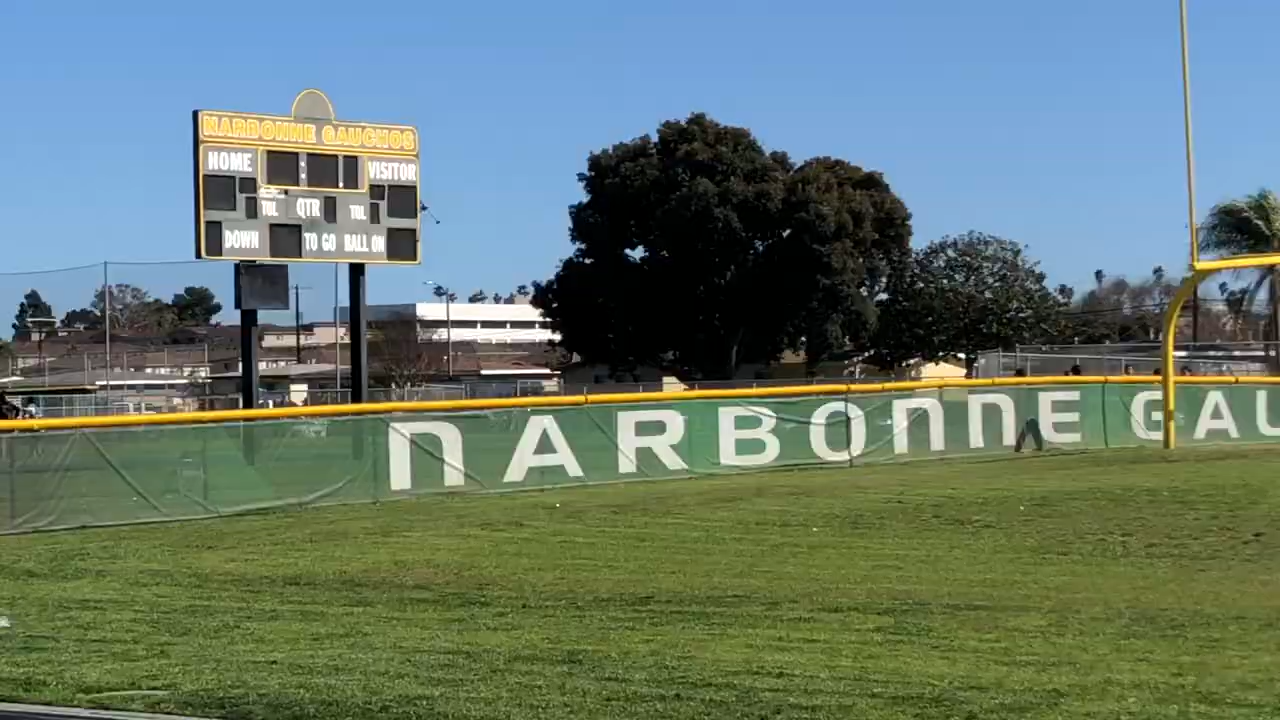 NARBONNE GAUCHOS
HOME VISITOR
TOL QTR TOL
DOWN TO GO BALL ON
NARBONNE GAU